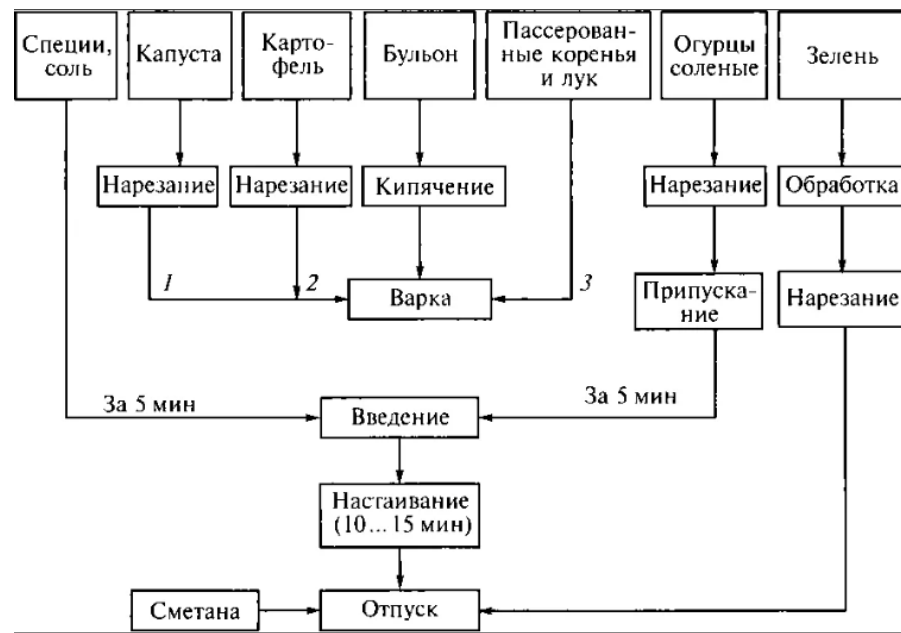 Специи,
соль
Капуста
Карто-
фель
Бульон
Пассерован-
ные коренья
и лук
Огурцы
соленые
Зелень
Нарезание
Нарезание
Кипячение
Нарезание
Обработка
1
2
Варка
3
Припуска-
ние
Нарезание
За 5 мин
Введение
За 5 мин
Настаивание
(10...15 мин)
Сметана
Отпуск